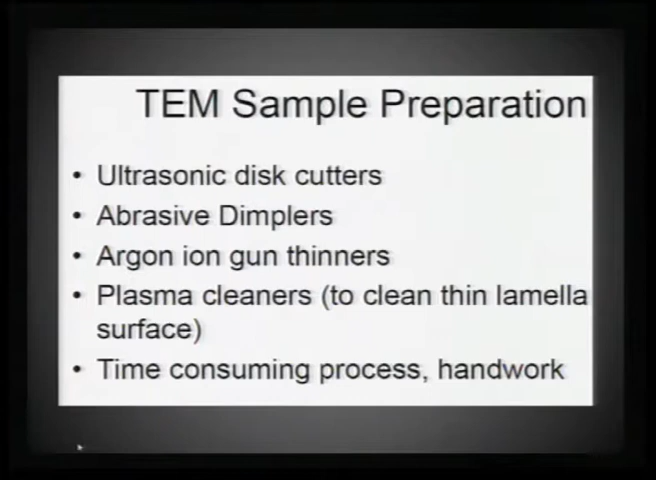 TEM Sample Preparation
• Ultrasonic disk cutters
• Abrasive Dimplers
• Argon ion gun thinners
• Plasma cleaners (to clean thin lamella
surface)
• Time consuming process, handwork